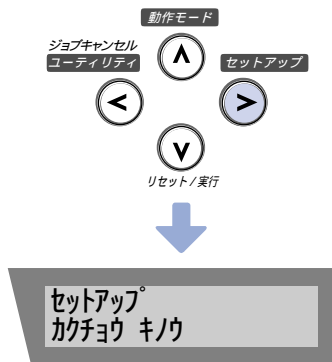 動作モード
ジョブキャンセル
ユーティリティ
セットアップ
リセット/実行
セットアップ
カクチョウ キノウ